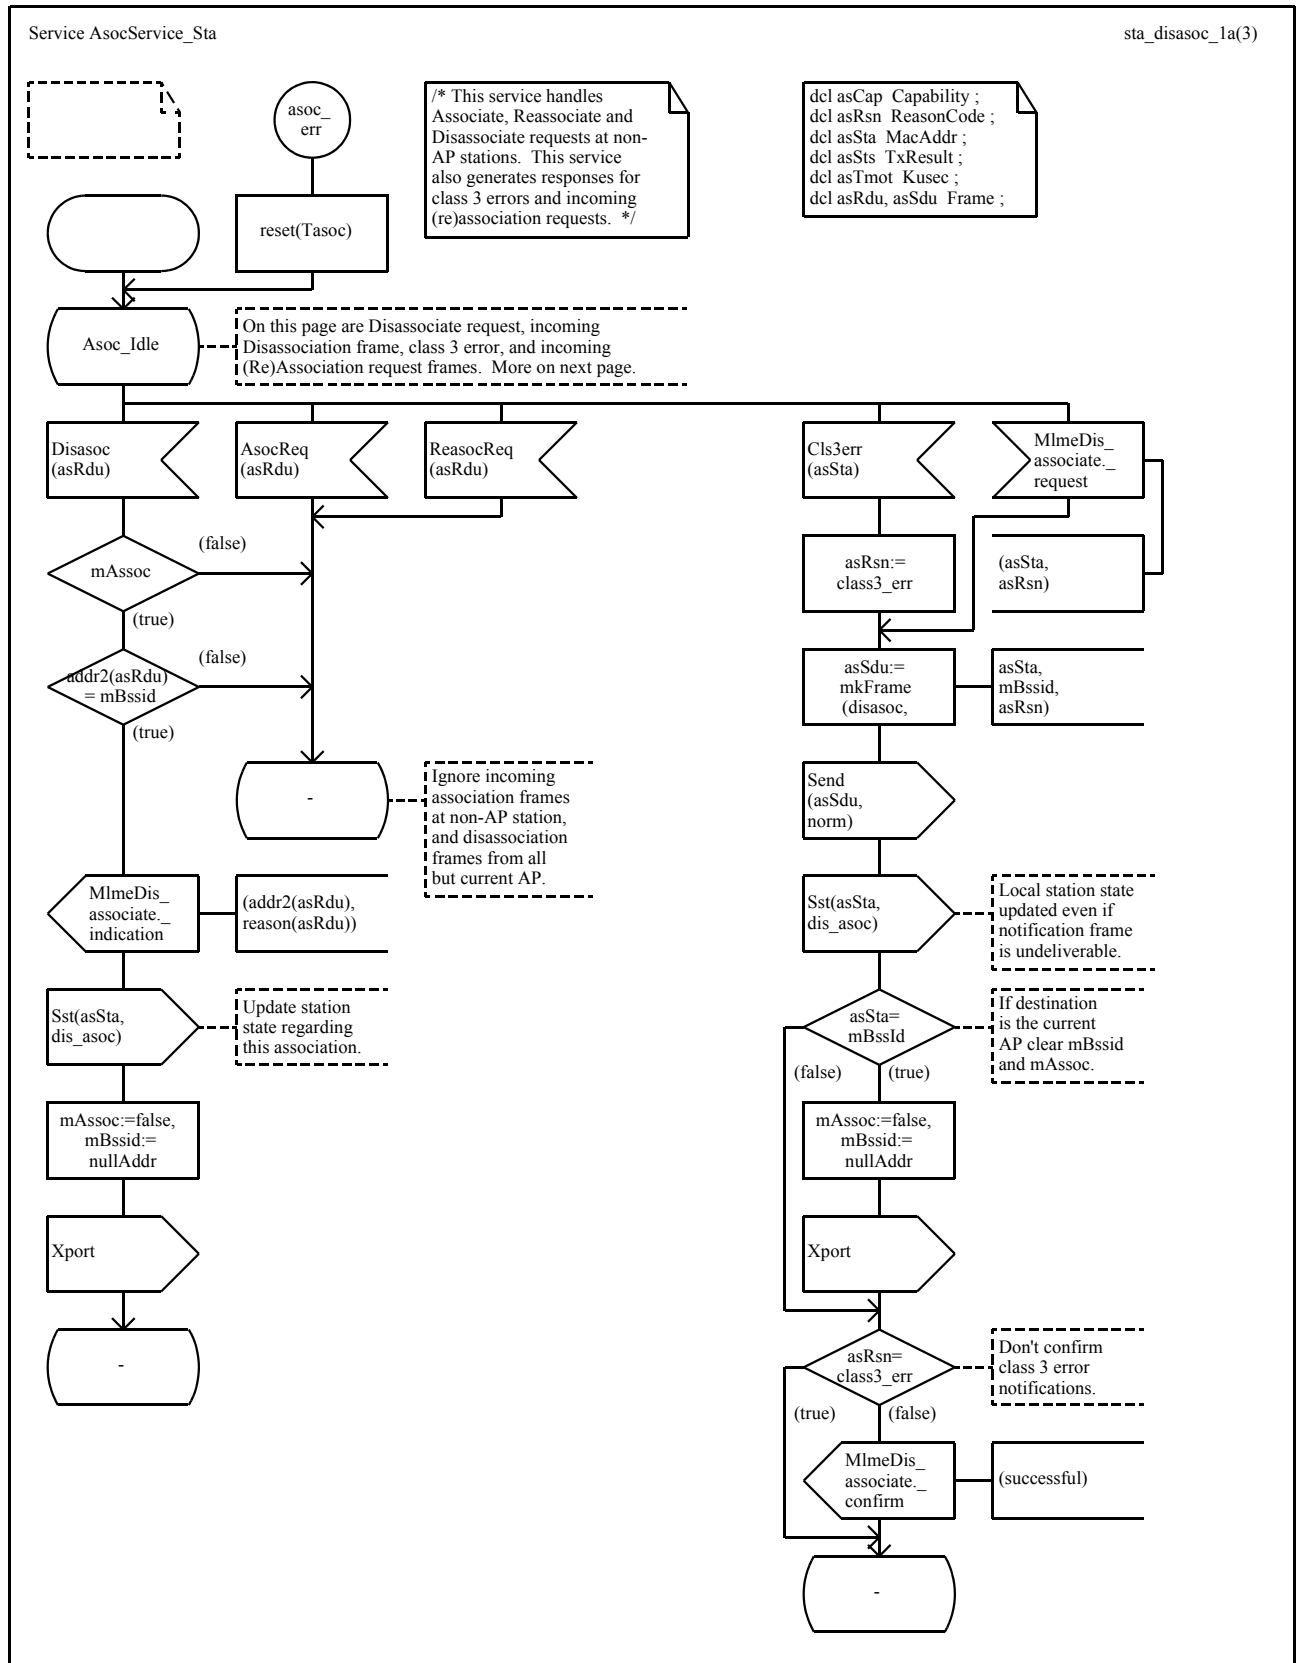 Service AsocService_Sta
sta_disasoc_1a(3)
asoc_
err
/* This service handles
Associate, Reassociate and
Disassociate requests at non-
AP stations.  This service
also generates responses for
class 3 errors and incoming
(re)association requests.  */
dcl asCap  Capability ;
dcl asRsn  ReasonCode ;
dcl asSta  MacAddr ;
dcl asSts  TxResult ;
dcl asTmot  Kusec ;
dcl asRdu, asSdu  Frame ;
reset(Tasoc)
Asoc_Idle
On this page are Disassociate request, incoming
Disassociation frame, class 3 error, and incoming
(Re)Association request frames.  More on next page.
Disasoc
(asRdu)
AsocReq
(asRdu)
ReasocReq
(asRdu)
Cls3err
(asSta)
MlmeDis_
associate._
request
(false)
mAssoc
(true)
asRsn:=
class3_err
(asSta,
asRsn)
(false)
addr2(asRdu)
= mBssid
(true)
asSdu:=
mkFrame
(disasoc,
asSta,
mBssid,
asRsn)
-
Ignore incoming
association frames
at non-AP station,
and disassociation
frames from all
but current AP.
Send
(asSdu,
norm)
MlmeDis_
associate._
indication
(addr2(asRdu),
reason(asRdu))
Sst(asSta,
dis_asoc)
Local station state
updated even if
notification frame
is undeliverable.
Sst(asSta,
dis_asoc)
Update station
state regarding
this association.
asSta=
mBssId
If destination
is the current
AP clear mBssid
and mAssoc.
(false)
(true)
mAssoc:=false,
mBssid:=
nullAddr
mAssoc:=false,
mBssid:=
nullAddr
Xport
Xport
-
asRsn=
class3_err
Don't confirm
class 3 error
notifications.
(true)
(false)
MlmeDis_
associate._
confirm
(successful)
-